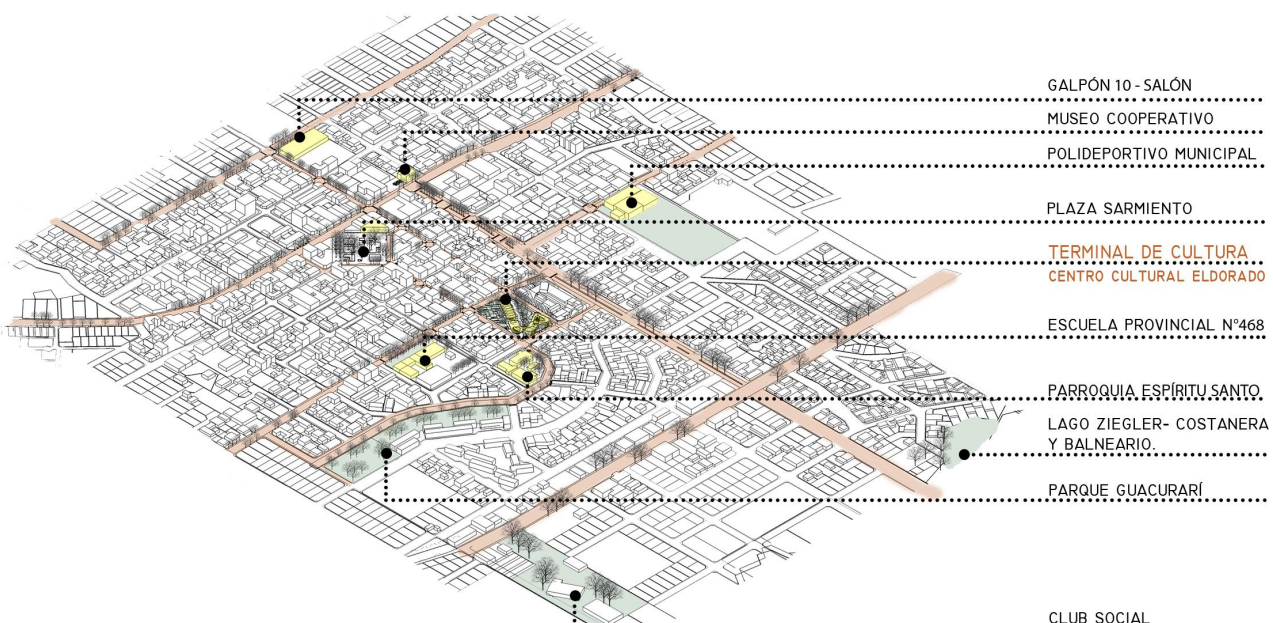 GALPÓN 10 - SALÓN
MUSEO COOPERATIVO
POLIDEPORTIVO MUNICIPAL
PLAZA SARMIENTO
TERMINAL DE CULTURA
CENTRO CULTURAL ELDORADO
ESCUELA PROVINCIAL N°468
PARROQUIA ESPÍRITU SANTO
LAGO ZIEGLER- COSTANERA
Y BALNEARIO.
PARQUE GUACURARÍ
CLUB SOCIAL